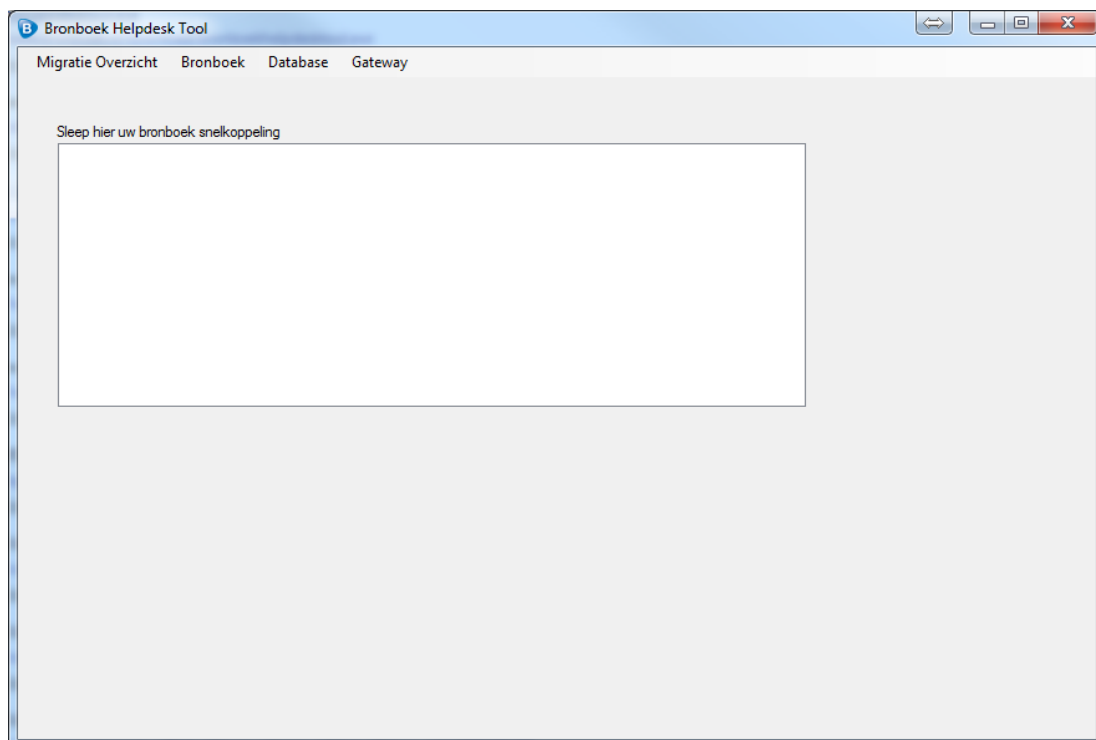 Bronboek Helpdesk Tool
Migratie Overzicht Bronboek Database Gateway
Sleep hier uw bronboek snelkoppeling